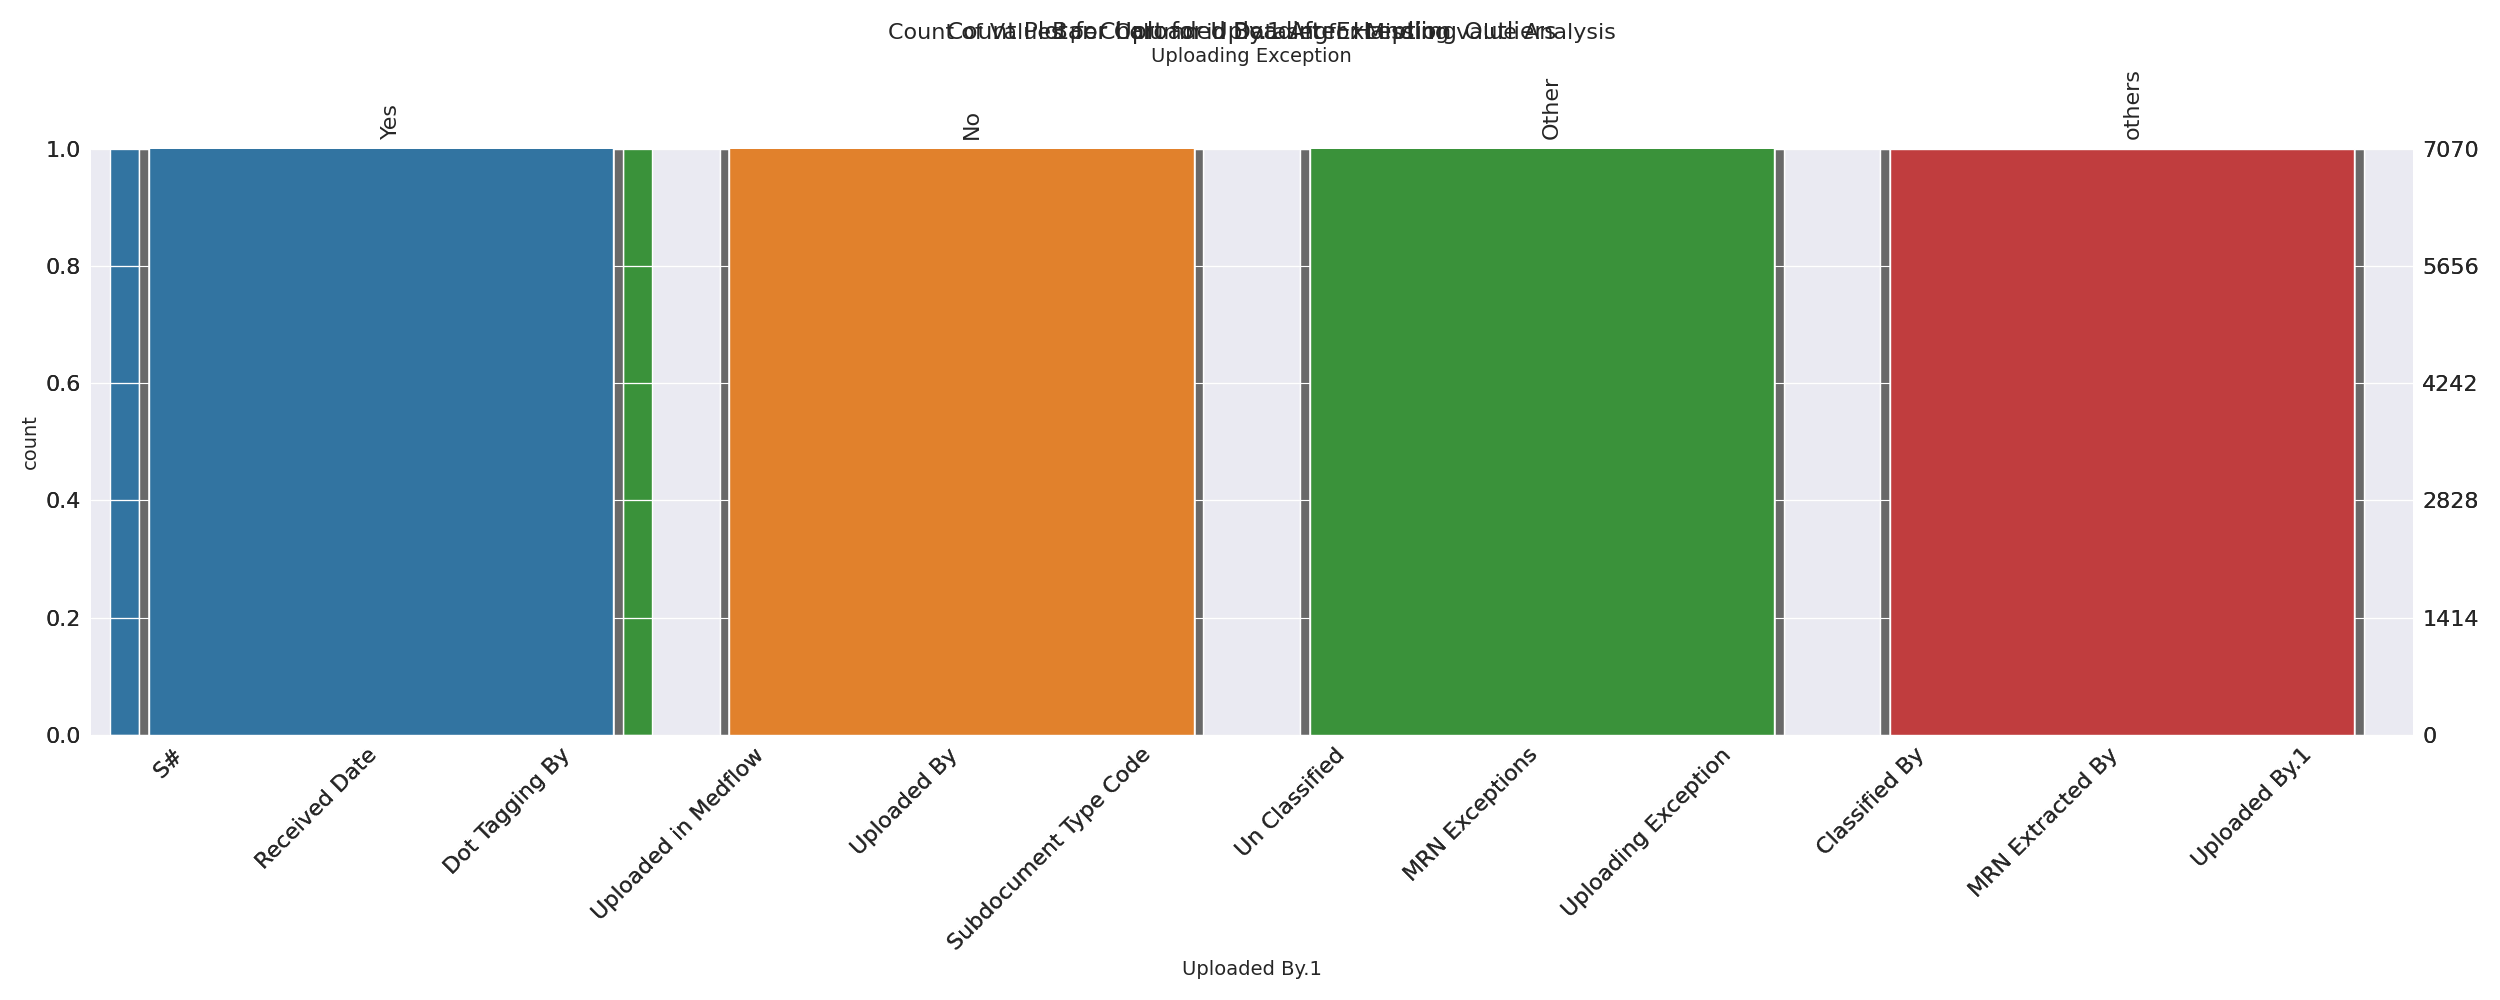 Uploading Exception
Yes No Other others
1.0 7070
0.8 5656
0.6 4242
0.4 2828
0.2 1414
0.0 0
count
S# Received Date Dot Tagging By Uploaded in Medflow Uploaded By Subdocument Type Code Un Classified MRN Exceptions Uploading Exception Classified By MRN Extracted By Uploaded By.1
Uploaded By.1